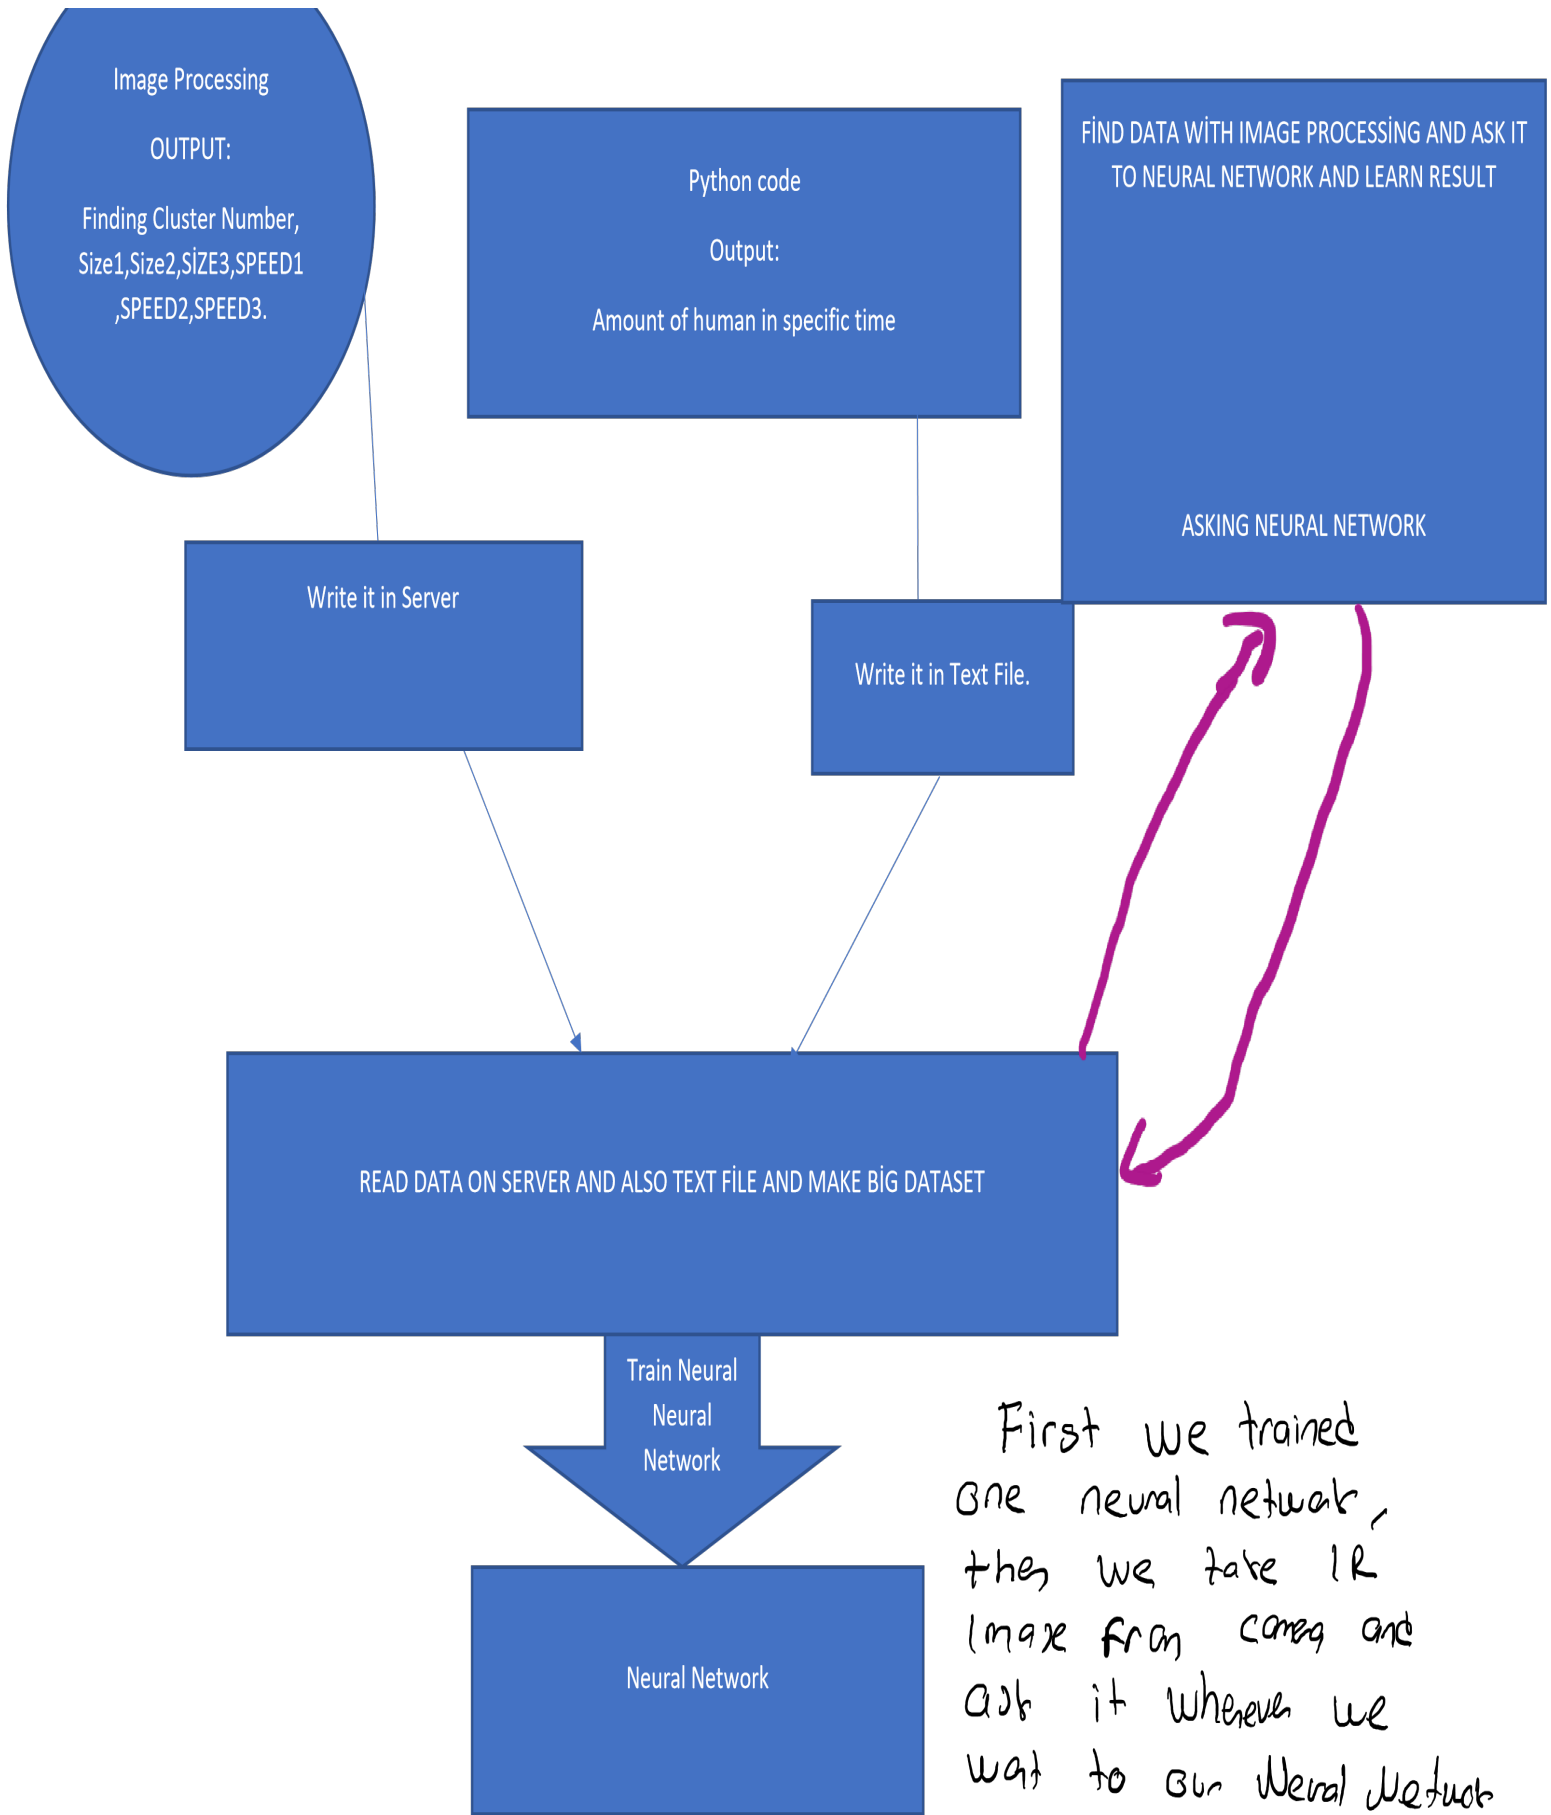 Image Processing
OUTPUT:
Finding Cluster Number,
Size1,Size2,SİZE3,SPEED1
,SPEED2,SPEED3.
Python code
Output:
Amount of human in specific time
FİND DATA WİTH IMAGE PROCESSİNG AND ASK IT
TO NEURAL NETWORK AND LEARN RESULT
ASKING NEURAL NETWORK
Write it in Server
Write it in Text File.
READ DATA ON SERVER AND ALSO TEXT FİLE AND MAKE BİG DATASET
Train Neural
Neural
Network
Neural Network
First we trained
one neural network,
then we take IR
Image from camera and
ask it whenever we
want to our Neural Network